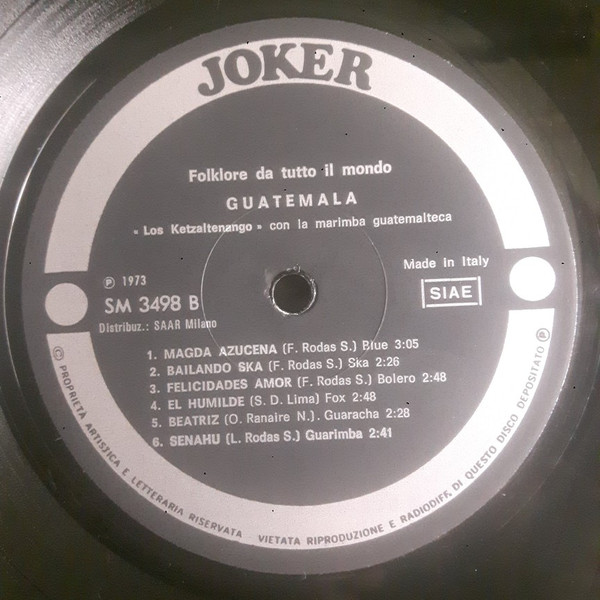 JOKER
Folklore da tutto il mondo
GUATEMALA
« Los Ketzaltenango » con la marimba guatemalteca
Ⓟ 1973
Made in Italy
SM 3498 B
SIAE
Distribuz.: SAAR Milano
1. MAGDA AZUCENA (F. Rodas S.) Blue 3:05
2. BAILANDO SKA (F. Rodas S.) Ska 2:26
3. FELICIDADES AMOR (F. Rodas S.) Bolero 2:48
4. EL HUMILDE (S. D. Lima) Fox 2:48
5. BEATRIZ (O. Ranaire N.). Guaracha 2:28
6. SENAHU (L. Rodas S.) Guarimba 2:41
© PROPRIETA ARTISTICA E LETTERARIA RISERVATA VIETATA RIPRODUZIONE E RADIODIFF. DI QUESTO DISCO DEPOSITATO Ⓟ